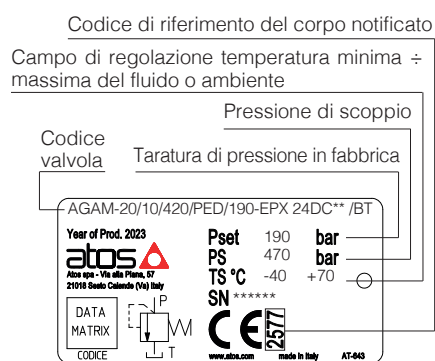 Codice di riferimento del corpo notificato
Campo di regolazione temperatura minima ÷
massima del fluido o ambiente
Pressione di scoppio
Codice
valvola
Taratura di pressione in fabbrica
AGAM-20/10/420/PED/190-EPX 24DC** /BT
Year of Prod. 2023
atos
Atos spa - Via alla Piana, 57
21018 Sesto Calende (Va) Italy
Pset 190 bar
PS 470 bar
TS °C -40 +70
SN ******
DATA
MATRIX
CODICE
P
T
CE 2577
www.atos.com made in Italy AT-643